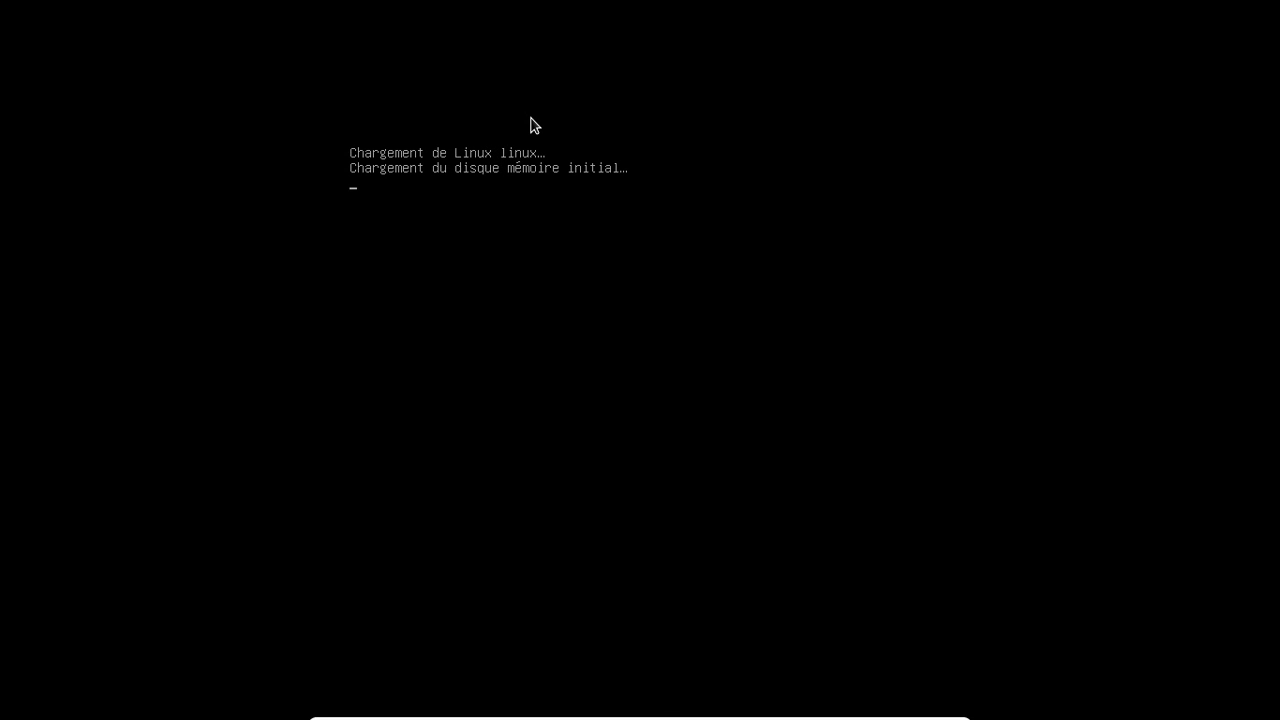 Chargement de Linux linux…
Chargement du disque mémoire initial…